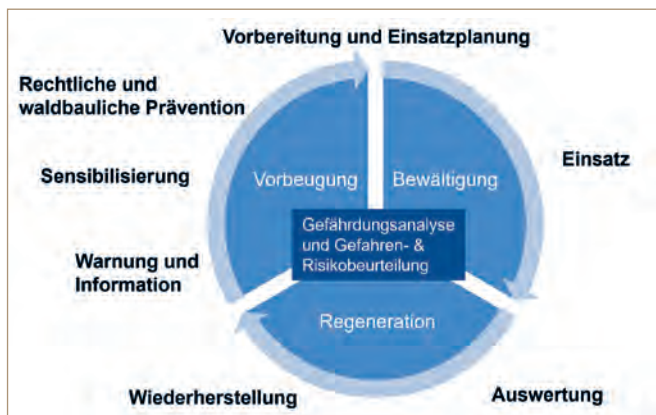 Vorbereitung und Einsatzplanung
Rechtliche und
waldbauliche Prävention
Sensibilisierung
Einsatz
Vorbeugung
Bewältigung
Gefährdungsanalyse
und Gefahren- &
Risikobeurteilung
Warnung und
Information
Regeneration
Wiederherstellung
Auswertung